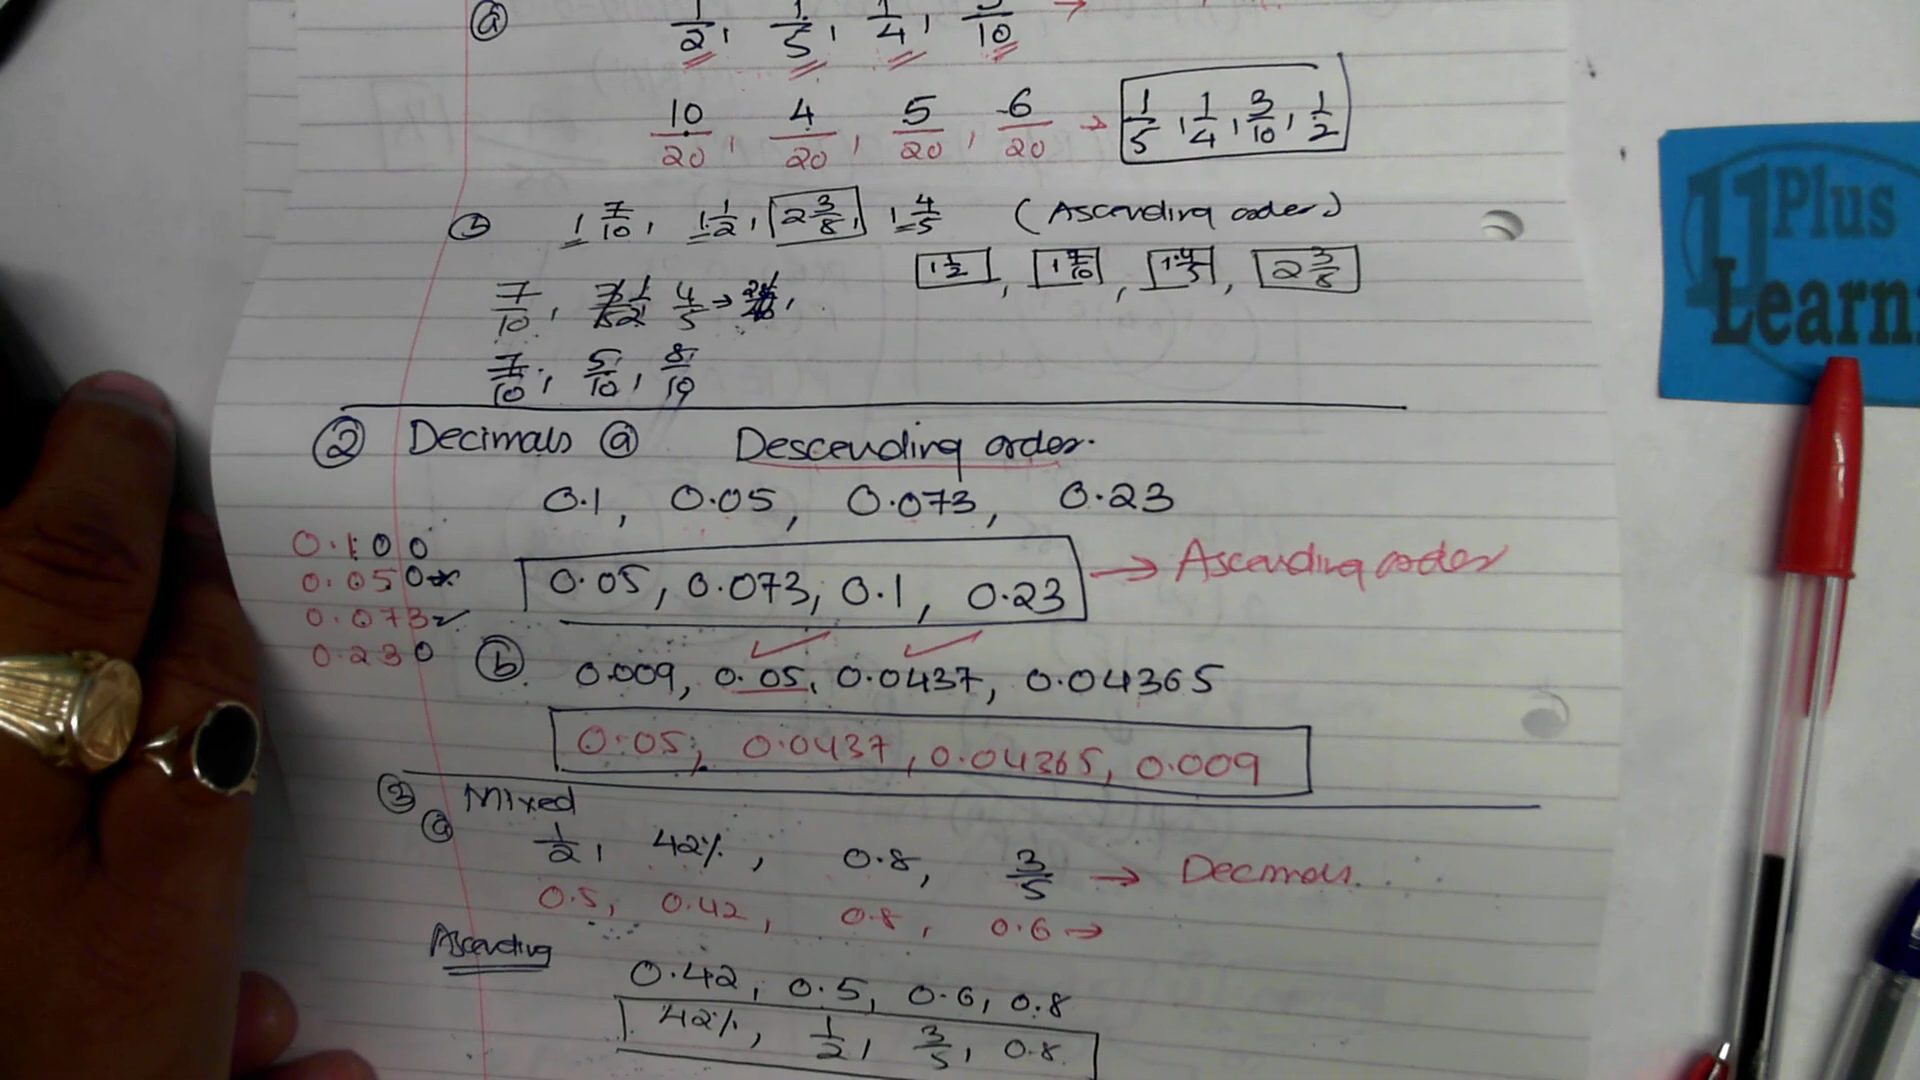 a 1/2, 1/5, 1/4, 3/10 →
10/20, 4/20, 5/20, 6/20 → 1/5, 1/4, 3/10, 1/2
b 1 7/10, 1 1/2, 2 3/8, 1 4/5 (Ascending order)
1 1/2, 1 7/10, 1 4/5, 2 3/8
7/10, 1/2 4/5 →
7/10, 5/10, 8/10
2 Decimals a Descending order.
0.1, 0.05, 0.073, 0.23
0.100
0.050
0.073
0.230
0.05, 0.073, 0.1, 0.23 → Ascending order
b 0.009, 0.05, 0.0437, 0.04365
0.05, 0.0437, 0.04365, 0.009
3 Mixed
a 1/2, 42%, 0.8, 3/5 → Decimals.
0.5, 0.42, 0.8, 0.6 →
Ascending
0.42, 0.5, 0.6, 0.8
42%, 1/2, 3/5, 0.8
11 Plus
Learn